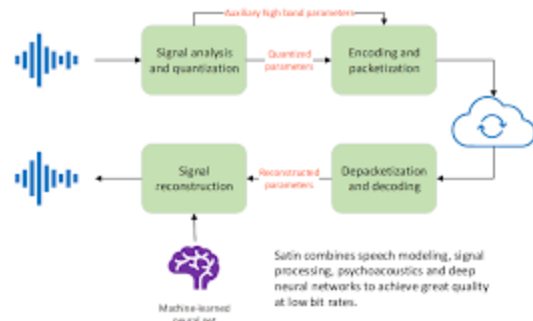 Auxiliary high band parameters
Signal analysis
and quantization
Quantized
parameters
Encoding and
packetization
Signal
reconstruction
Reconstructed
parameters
Depacketization
and decoding
Machine-learned
neural net
Satin combines speech modeling, signal
processing, psychoacoustics and deep
neural networks to achieve great quality
at low bit rates.